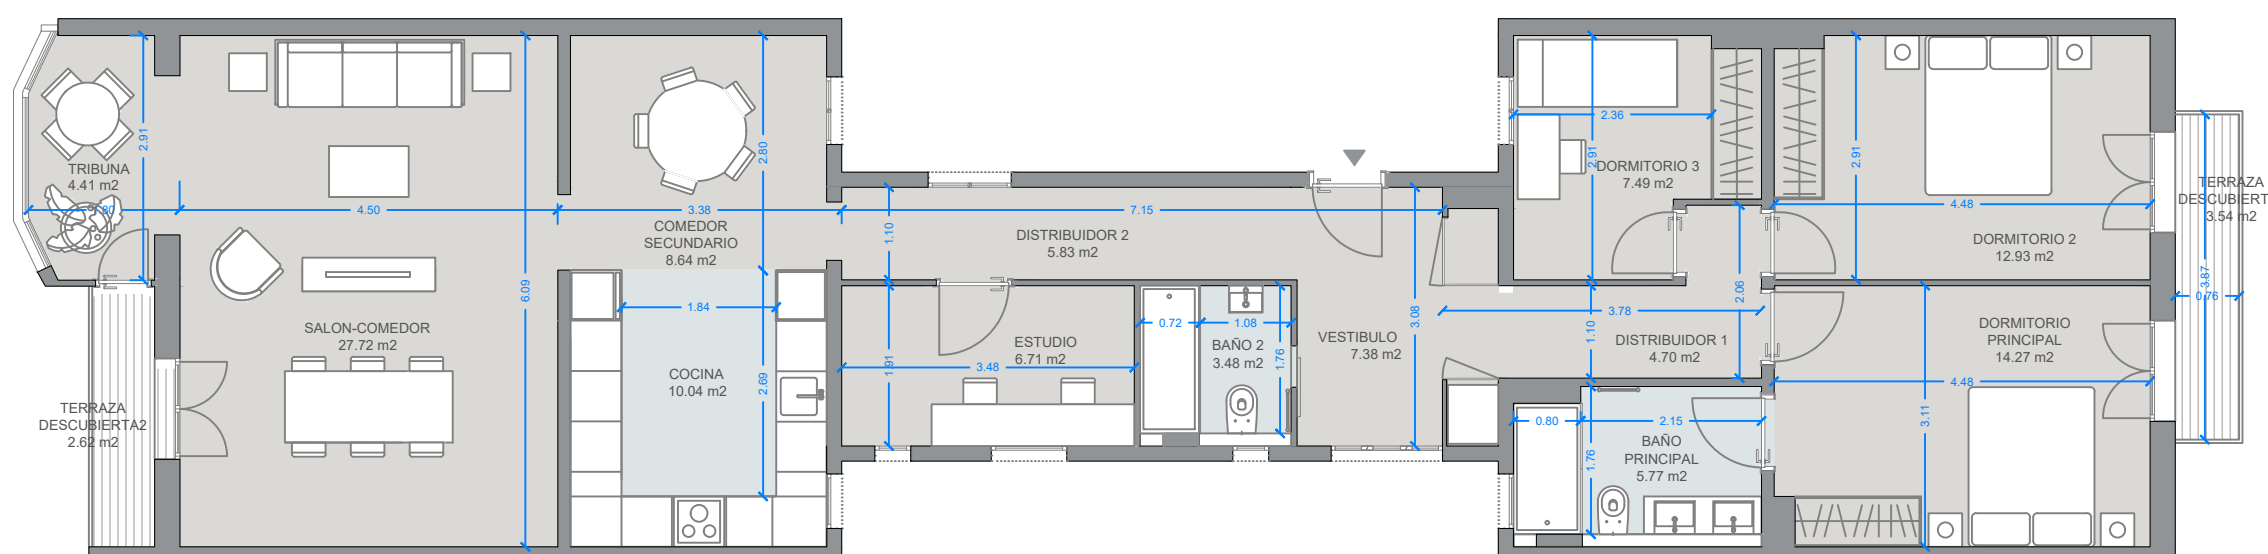 TRIBUNA
4.41 m2
2.91
1.80
4.50
6.09
SALON-COMEDOR
27.72 m2
TERRAZA
DESCUBIERTA2
2.62 m2
2.80
3.38
COMEDOR
SECUNDARIO
8.64 m2
1.84
COCINA
10.04 m2
2.69
7.15
1.10
DISTRIBUIDOR 2
5.83 m2
ESTUDIO
6.71 m2
3.48
1.91
0.72
1.08
BAÑO 2
3.48 m2
1.76
VESTIBULO
7.38 m2
3.08
2.36
2.91
DORMITORIO 3
7.49 m2
3.78
2.06
1.10
DISTRIBUIDOR 1
4.70 m2
0.80
2.15
1.76
BAÑO
PRINCIPAL
5.77 m2
2.91
4.48
DORMITORIO 2
12.93 m2
DORMITORIO
PRINCIPAL
14.27 m2
4.48
3.11
TERRAZA
DESCUBIERT
3.54 m2
3.87
0.76